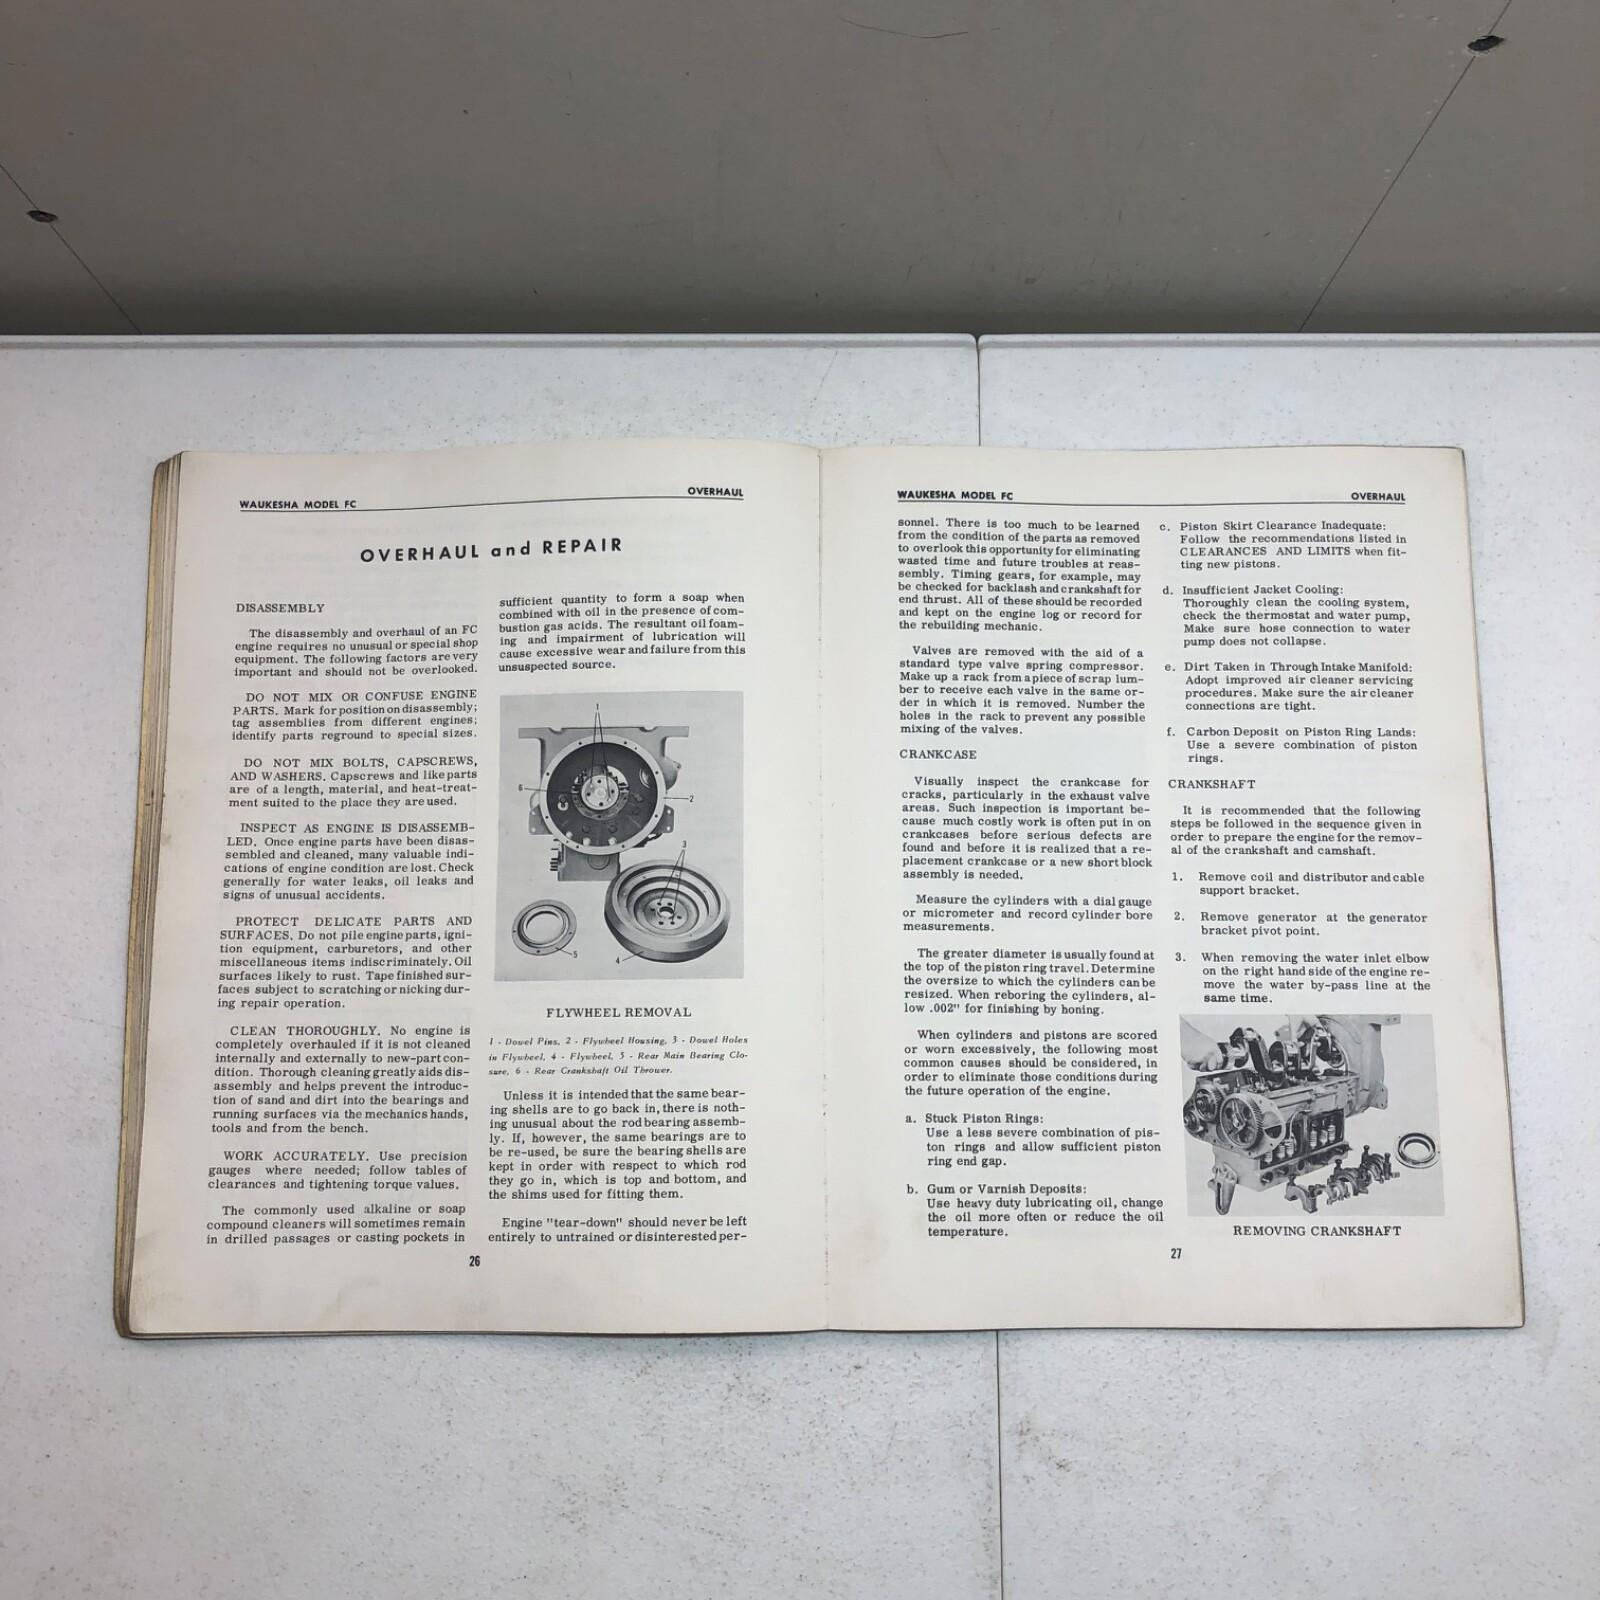 WAUKESHA MODEL FC
OVERHAUL
OVERHAUL and REPAIR
DISASSEMBLY
The disassembly and overhaul of an FC
engine requires no unusual or special shop
equipment. The following factors are very
important and should not be overlooked.
DO NOT MIX OR CONFUSE ENGINE
PARTS. Mark for position on disassembly;
tag assemblies from different engines;
identify parts reground to special sizes.
DO NOT MIX BOLTS, CAPSCREWS,
AND WASHERS. Capscrews and like parts
are of a length, material, and heat-treat-
ment suited to the place they are used.
INSPECT AS ENGINE IS DISASSEMB-
LED. Once engine parts have been disas-
sembled and cleaned, many valuable indi-
cations of engine condition are lost. Check
generally for water leaks, oil leaks and
signs of unusual accidents.
PROTECT DELICATE PARTS AND
SURFACES. Do not pile engine parts, igni-
tion equipment, carburetors, and other
miscellaneous items indiscriminately. Oil
surfaces likely to rust. Tape finished sur-
faces subject to scratching or nicking dur-
ing repair operation.
CLEAN THOROUGHLY. No engine is
completely overhauled if it is not cleaned
internally and externally to new-part con-
dition. Thorough cleaning greatly aids dis-
assembly and helps prevent the introduc-
tion of sand and dirt into the bearings and
running surfaces via the mechanics hands,
tools and from the bench.
WORK ACCURATELY. Use precision
gauges where needed; follow tables of
clearances and tightening torque values.
The commonly used alkaline or soap
compound cleaners will sometimes remain
in drilled passages or casting pockets in
sufficient quantity to form a soap when
combined with oil in the presence of com-
bustion gas acids. The resultant oil foam-
ing and impairment of lubrication will
cause excessive wear and failure from this
unsuspected source.
1
6
2
3
5
4
FLYWHEEL REMOVAL
1 - Dowel Pins, 2 - Flywheel Housing, 3 - Dowel Holes
in Flywheel, 4 - Flywheel, 5 - Rear Main Bearing Clo-
sure, 6 - Rear Crankshaft Oil Thrower.
Unless it is intended that the same bear-
ing shells are to go back in, there is noth-
ing unusual about the rod bearing assemb-
ly. If, however, the same bearings are to
be re-used, be sure the bearing shells are
kept in order with respect to which rod
they go in, which is top and bottom, and
the shims used for fitting them.
Engine "tear-down" should never be left
entirely to untrained or disinterested per-
26
WAUKESHA MODEL FC
OVERHAUL
sonnel. There is too much to be learned
from the condition of the parts as removed
to overlook this opportunity for eliminating
wasted time and future troubles at reas-
sembly. Timing gears, for example, may
be checked for backlash and crankshaft for
end thrust. All of these should be recorded
and kept on the engine log or record for
the rebuilding mechanic.
Valves are removed with the aid of a
standard type valve spring compressor.
Make up a rack from a piece of scrap lum-
ber to receive each valve in the same or-
der in which it is removed. Number the
holes in the rack to prevent any possible
mixing of the valves.
CRANKCASE
Visually inspect the crankcase for
cracks, particularly in the exhaust valve
areas. Such inspection is important be-
cause much costly work is often put in on
crankcases before serious defects are
found and before it is realized that a re-
placement crankcase or a new short block
assembly is needed.
Measure the cylinders with a dial gauge
or micrometer and record cylinder bore
measurements.
The greater diameter is usually found at
the top of the piston ring travel. Determine
the oversize to which the cylinders can be
resized. When reboring the cylinders, al-
low .002" for finishing by honing.
When cylinders and pistons are scored
or worn excessively, the following most
common causes should be considered, in
order to eliminate those conditions during
the future operation of the engine.
a. Stuck Piston Rings:
Use a less severe combination of pis-
ton rings and allow sufficient piston
ring end gap.
b. Gum or Varnish Deposits:
Use heavy duty lubricating oil, change
the oil more often or reduce the oil
temperature.
c. Piston Skirt Clearance Inadequate:
Follow the recommendations listed in
CLEARANCES AND LIMITS when fit-
ting new pistons.
d. Insufficient Jacket Cooling:
Thoroughly clean the cooling system,
check the thermostat and water pump,
Make sure hose connection to water
pump does not collapse.
e. Dirt Taken in Through Intake Manifold:
Adopt improved air cleaner servicing
procedures. Make sure the air cleaner
connections are tight.
f. Carbon Deposit on Piston Ring Lands:
Use a severe combination of piston
rings.
CRANKSHAFT
It is recommended that the following
steps be followed in the sequence given in
order to prepare the engine for the remov-
al of the crankshaft and camshaft.
1. Remove coil and distributor and cable
support bracket.
2. Remove generator at the generator
bracket pivot point.
3. When removing the water inlet elbow
on the right hand side of the engine re-
move the water by-pass line at the
same time.
REMOVING CRANKSHAFT
27